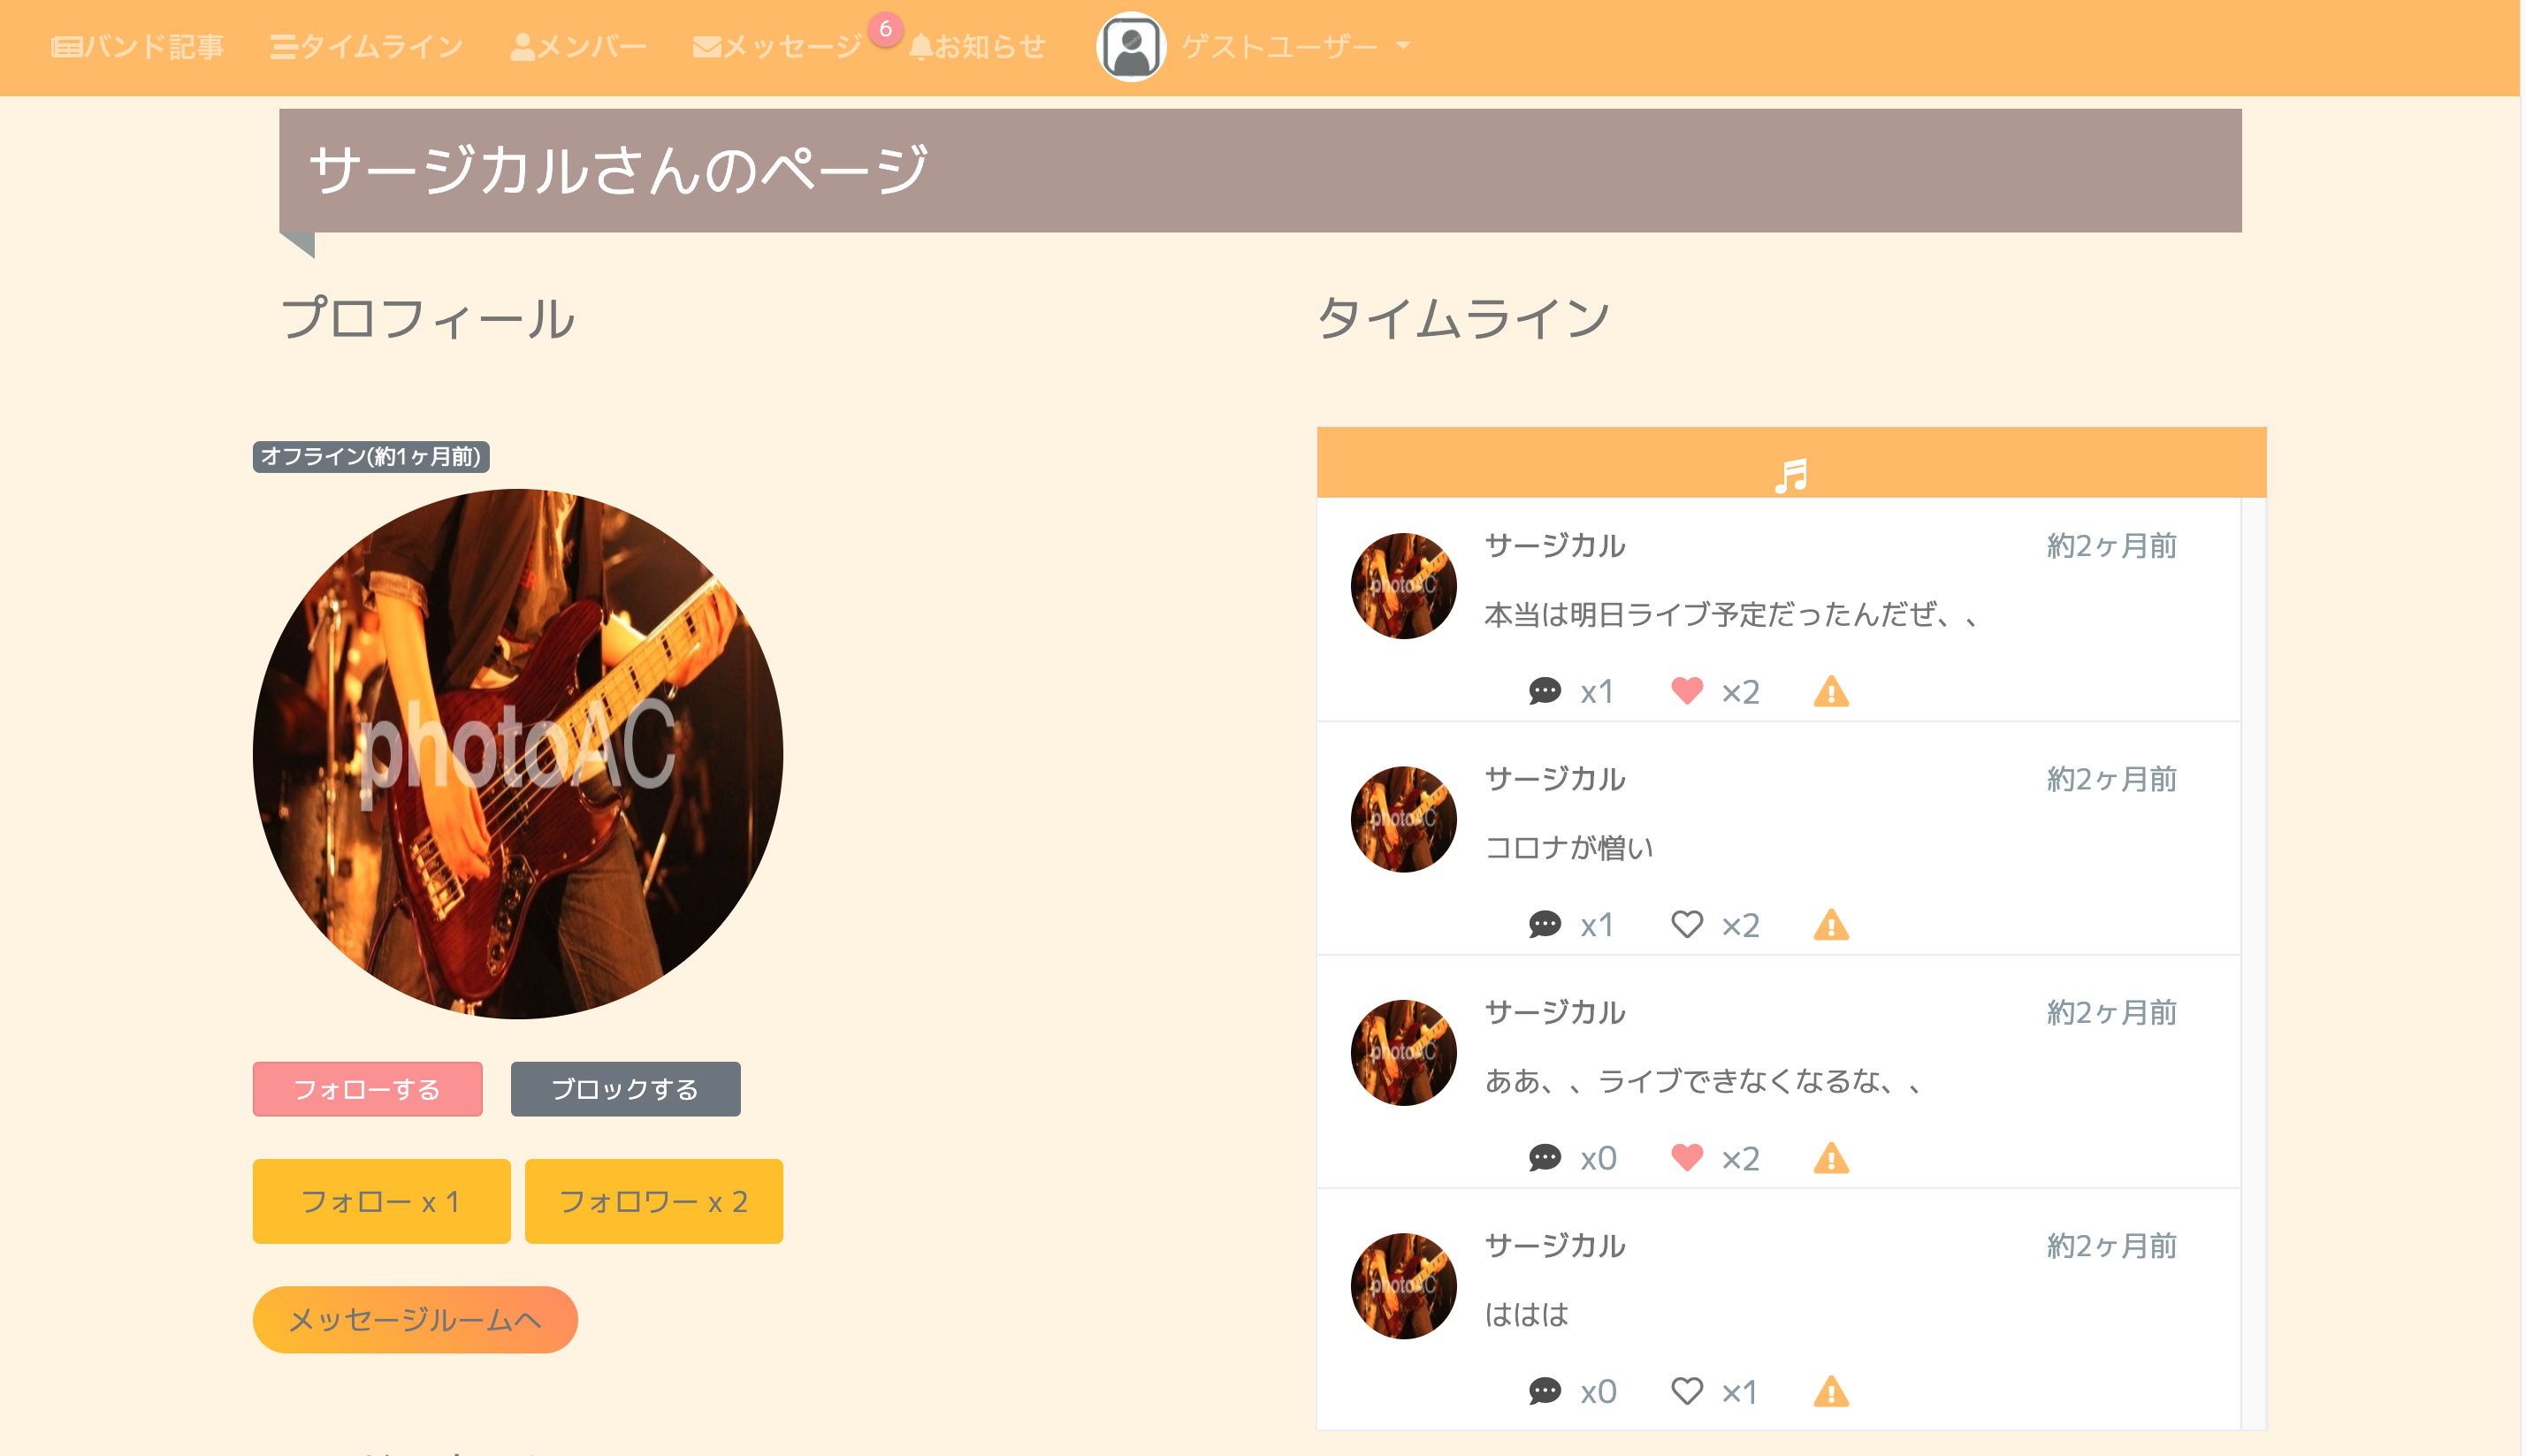 バンド記事 タイムライン メンバー メッセージ 6 お知らせ ゲストユーザー
サージカルさんのページ
プロフィール
オフライン(約1ヶ月前)
photoAC
フォローする ブロックする
フォロー x 1 フォロワー x 2
メッセージルームへ
タイムライン
サージカル 約2ヶ月前
photoAC
本当は明日ライブ予定だったんだぜ、、
x1 ×2
サージカル 約2ヶ月前
photoAC
コロナが憎い
x1 ×2
サージカル 約2ヶ月前
photoAC
ああ、、ライブできなくなるな、、
x0 ×2
サージカル 約2ヶ月前
photoAC
ははは
x0 ×1